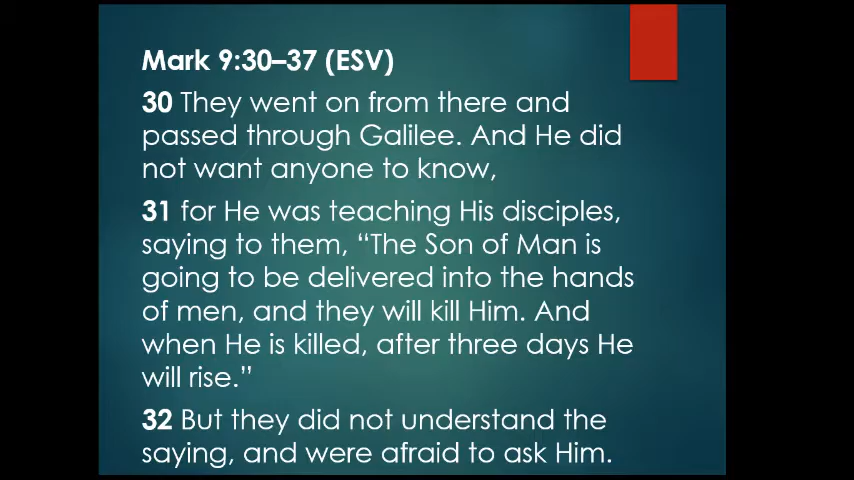 Mark 9:30–37 (ESV)
30 They went on from there and
passed through Galilee. And He did
not want anyone to know,
31 for He was teaching His disciples,
saying to them, “The Son of Man is
going to be delivered into the hands
of men, and they will kill Him. And
when He is killed, after three days He
will rise.”
32 But they did not understand the
saying, and were afraid to ask Him.